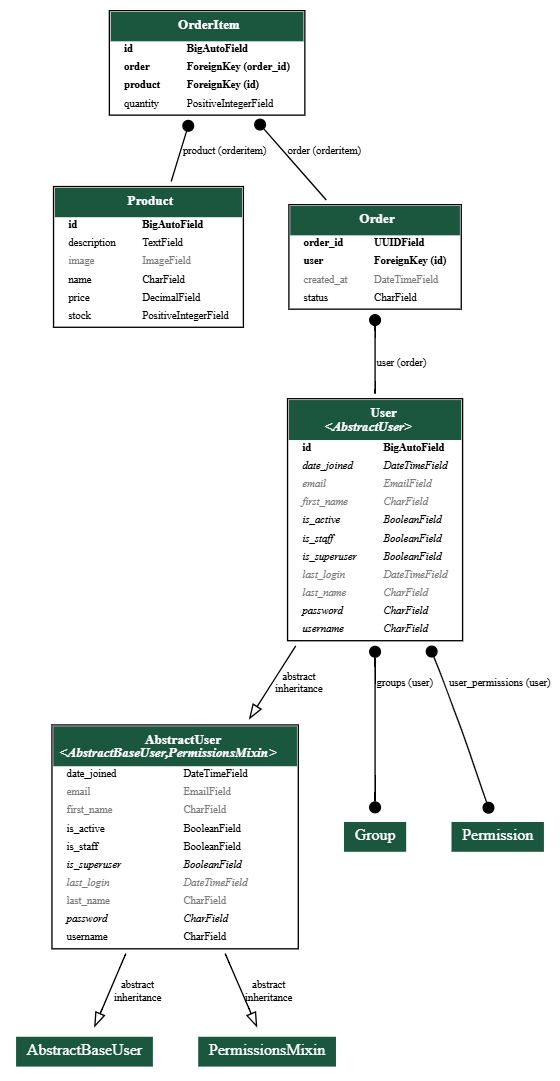 OrderItem
id BigAutoField
order ForeignKey (order_id)
product ForeignKey (id)
quantity PositiveIntegerField
product (orderitem)
order (orderitem)
Product
id BigAutoField
description TextField
image ImageField
name CharField
price DecimalField
stock PositiveIntegerField
Order
order_id UUIDField
user ForeignKey (id)
created_at DateTimeField
status CharField
user (order)
User
<AbstractUser>
id BigAutoField
date_joined DateTimeField
email EmailField
first_name CharField
is_active BooleanField
is_staff BooleanField
is_superuser BooleanField
last_login DateTimeField
last_name CharField
password CharField
username CharField
abstract
inheritance
groups (user)
user_permissions (user)
AbstractUser
<AbstractBaseUser,PermissionsMixin>
date_joined DateTimeField
email EmailField
first_name CharField
is_active BooleanField
is_staff BooleanField
is_superuser BooleanField
last_login DateTimeField
last_name CharField
password CharField
username CharField
Group
Permission
abstract
inheritance
abstract
inheritance
AbstractBaseUser
PermissionsMixin